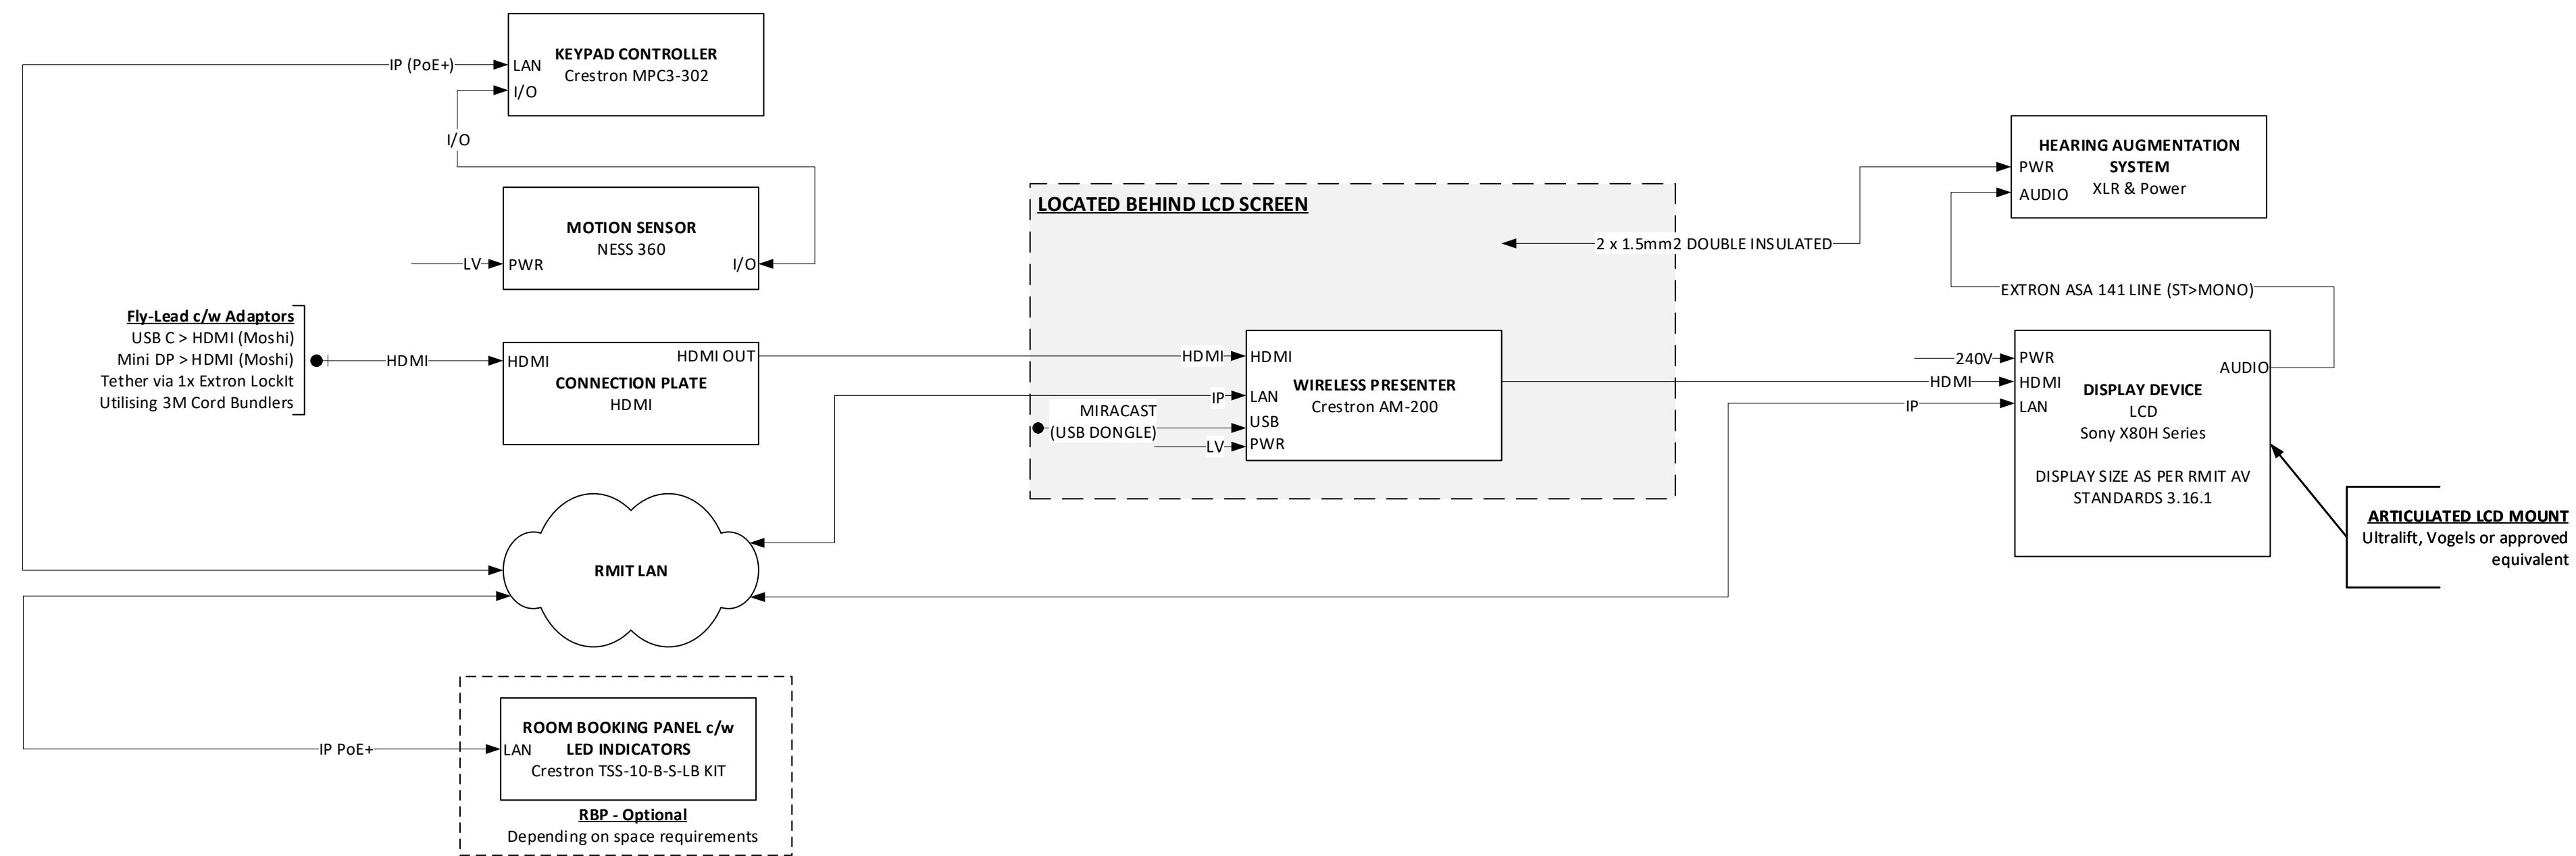 KEYPAD CONTROLLER
Crestron MPC3-302
LAN
I/O
IP (PoE+)
I/O
MOTION SENSOR
NESS 360
PWR
I/O
LV
Fly-Lead c/w Adaptors
USB C > HDMI (Moshi)
Mini DP > HDMI (Moshi)
Tether via 1x Extron LockIt
Utilising 3M Cord Bundlers
HDMI
HDMI
HDMI OUT
CONNECTION PLATE
HDMI
RMIT LAN
IP PoE+
LAN
ROOM BOOKING PANEL c/w
LED INDICATORS
Crestron TSS-10-B-S-LB KIT
RBP - Optional
Depending on space requirements
LOCATED BEHIND LCD SCREEN
2 x 1.5mm2 DOUBLE INSULATED
HDMI
HDMI
IP
LAN
MIRACAST
(USB DONGLE)
USB
LV
PWR
WIRELESS PRESENTER
Crestron AM-200
HEARING AUGMENTATION
SYSTEM
XLR & Power
PWR
AUDIO
EXTRON ASA 141 LINE (ST>MONO)
240V
PWR
HDMI
HDMI
IP
LAN
AUDIO
DISPLAY DEVICE
LCD
Sony X80H Series
DISPLAY SIZE AS PER RMIT AV
STANDARDS 3.16.1
ARTICULATED LCD MOUNT
Ultralift, Vogels or approved
equivalent